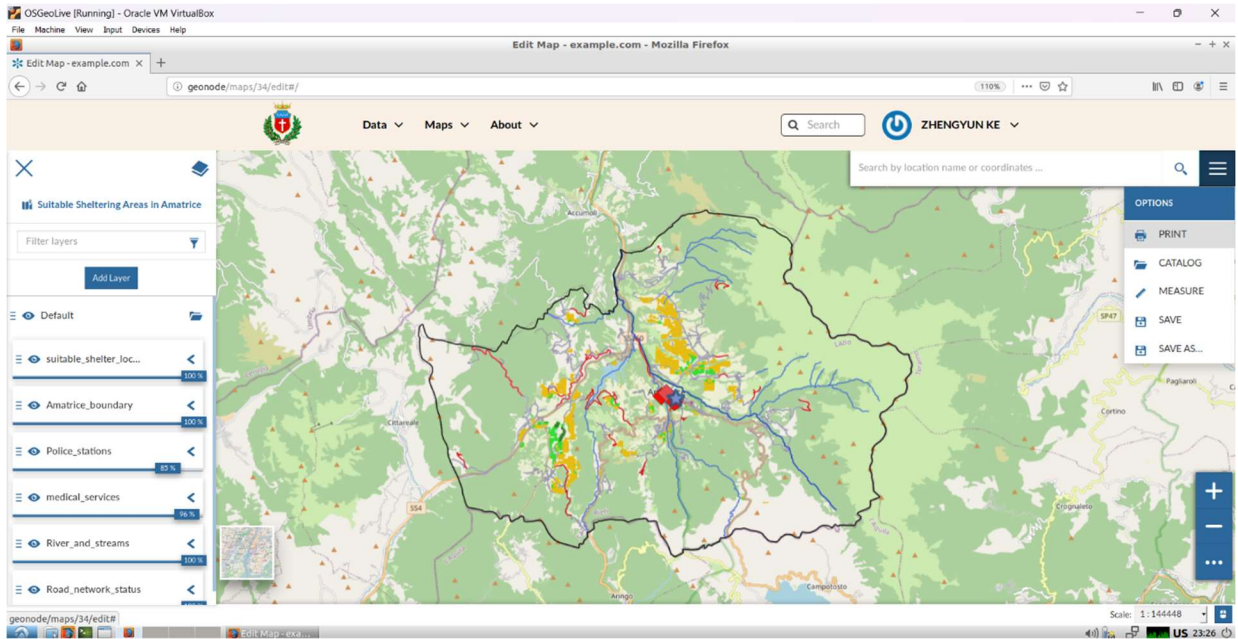 OSGeoLive [Running] - Oracle VM VirtualBox
File Machine View Input Devices Help
Edit Map - example.com - Mozilla Firefox
Edit Map - example.com
geonode/maps/34/edit#/
110%
Data Maps About
Search
ZHENGYUN KE
Search by location name or coordinates ...
Suitable Sheltering Areas in Amatrice
OPTIONS
Filter layers
PRINT
Add Layer
CATALOG
MEASURE
Default
SAVE
suitable_shelter_loc...
SAVE AS...
100 %
Amatrice_boundary
100 %
Police_stations
85 %
medical_services
96 %
River_and_streams
100 %
Road_network_status
Accumoli
SP47
LAGO
Pagliaroli
Cortino
Cittareale
SS4
Crognaleto
Campotosto
Aringo
geonode/maps/34/edit#
Scale: 1 : 144448
Edit Map - exa...
US 23:26